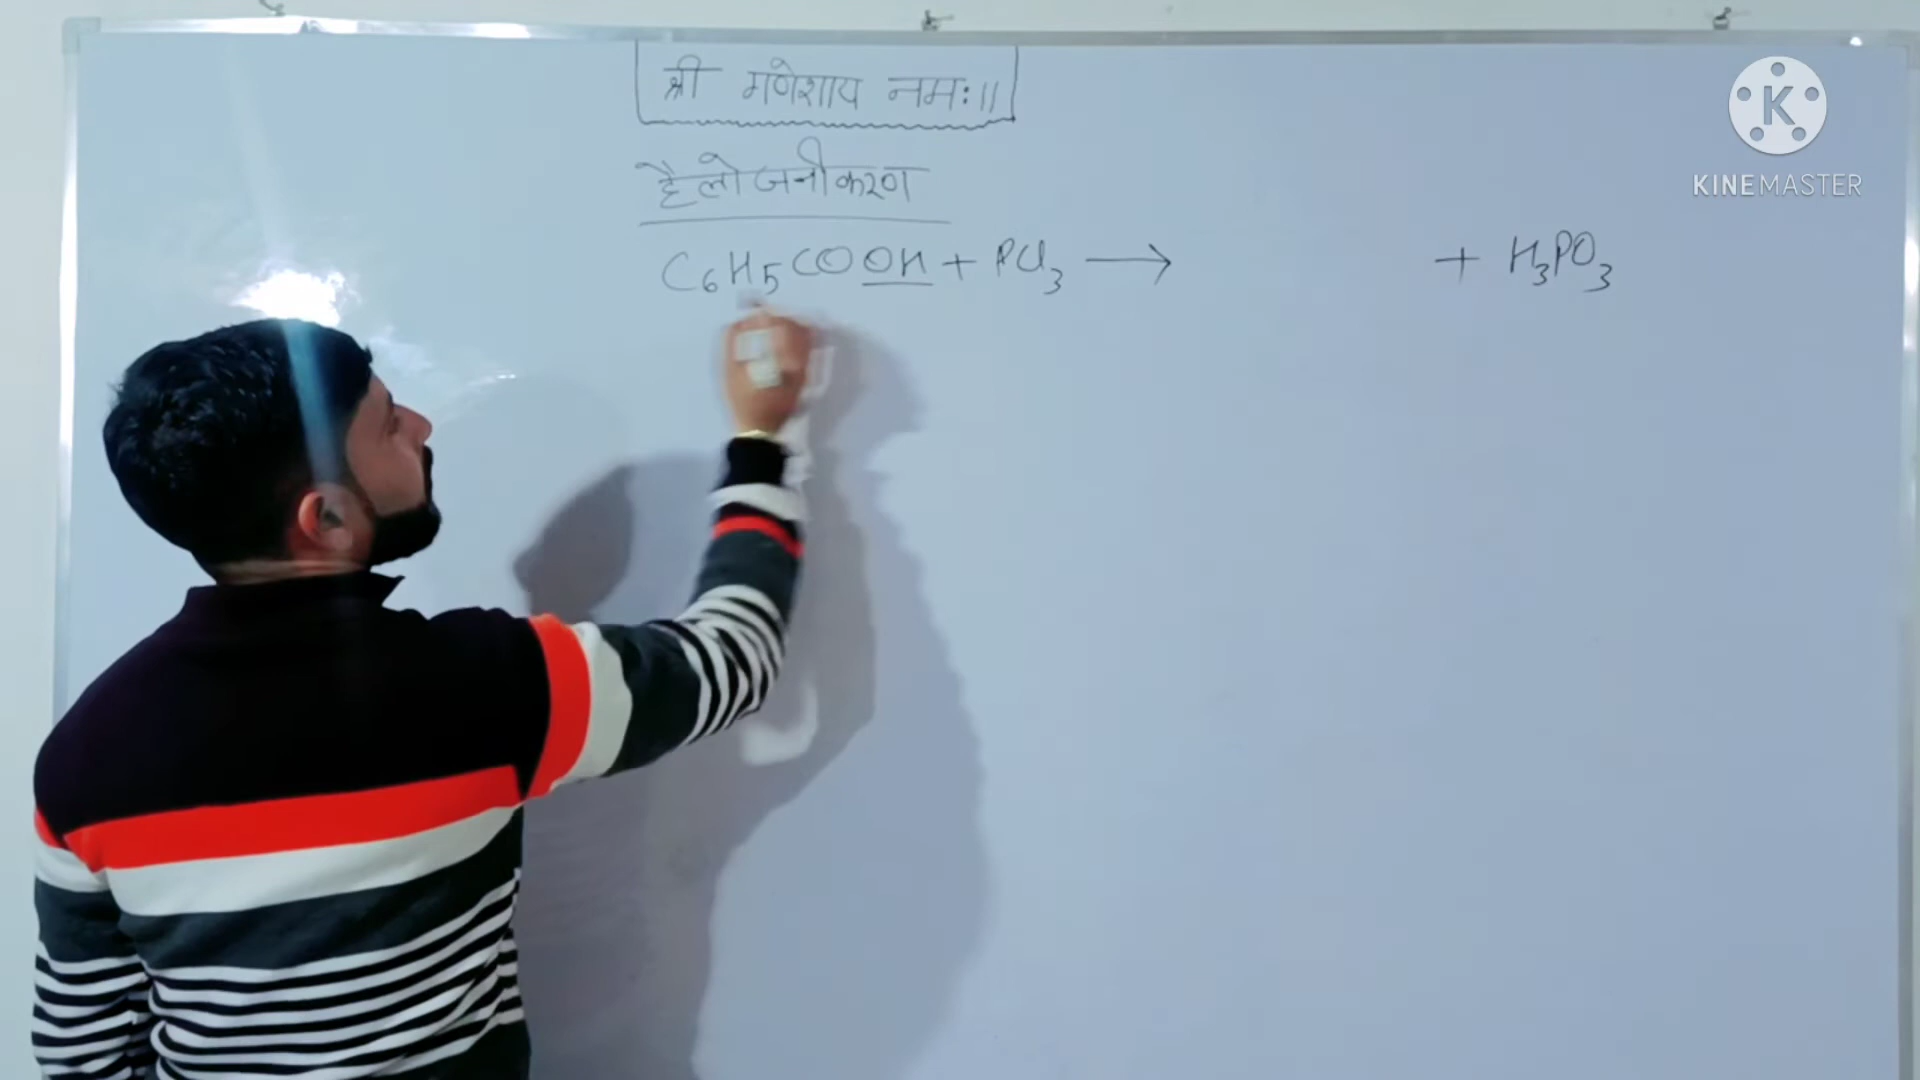 श्री गणेशाय नमः॥
हैलोजनीकरण
C₆H₅COOH + PCl₃ ⟶ + H₃PO₃
K
KINEMASTER